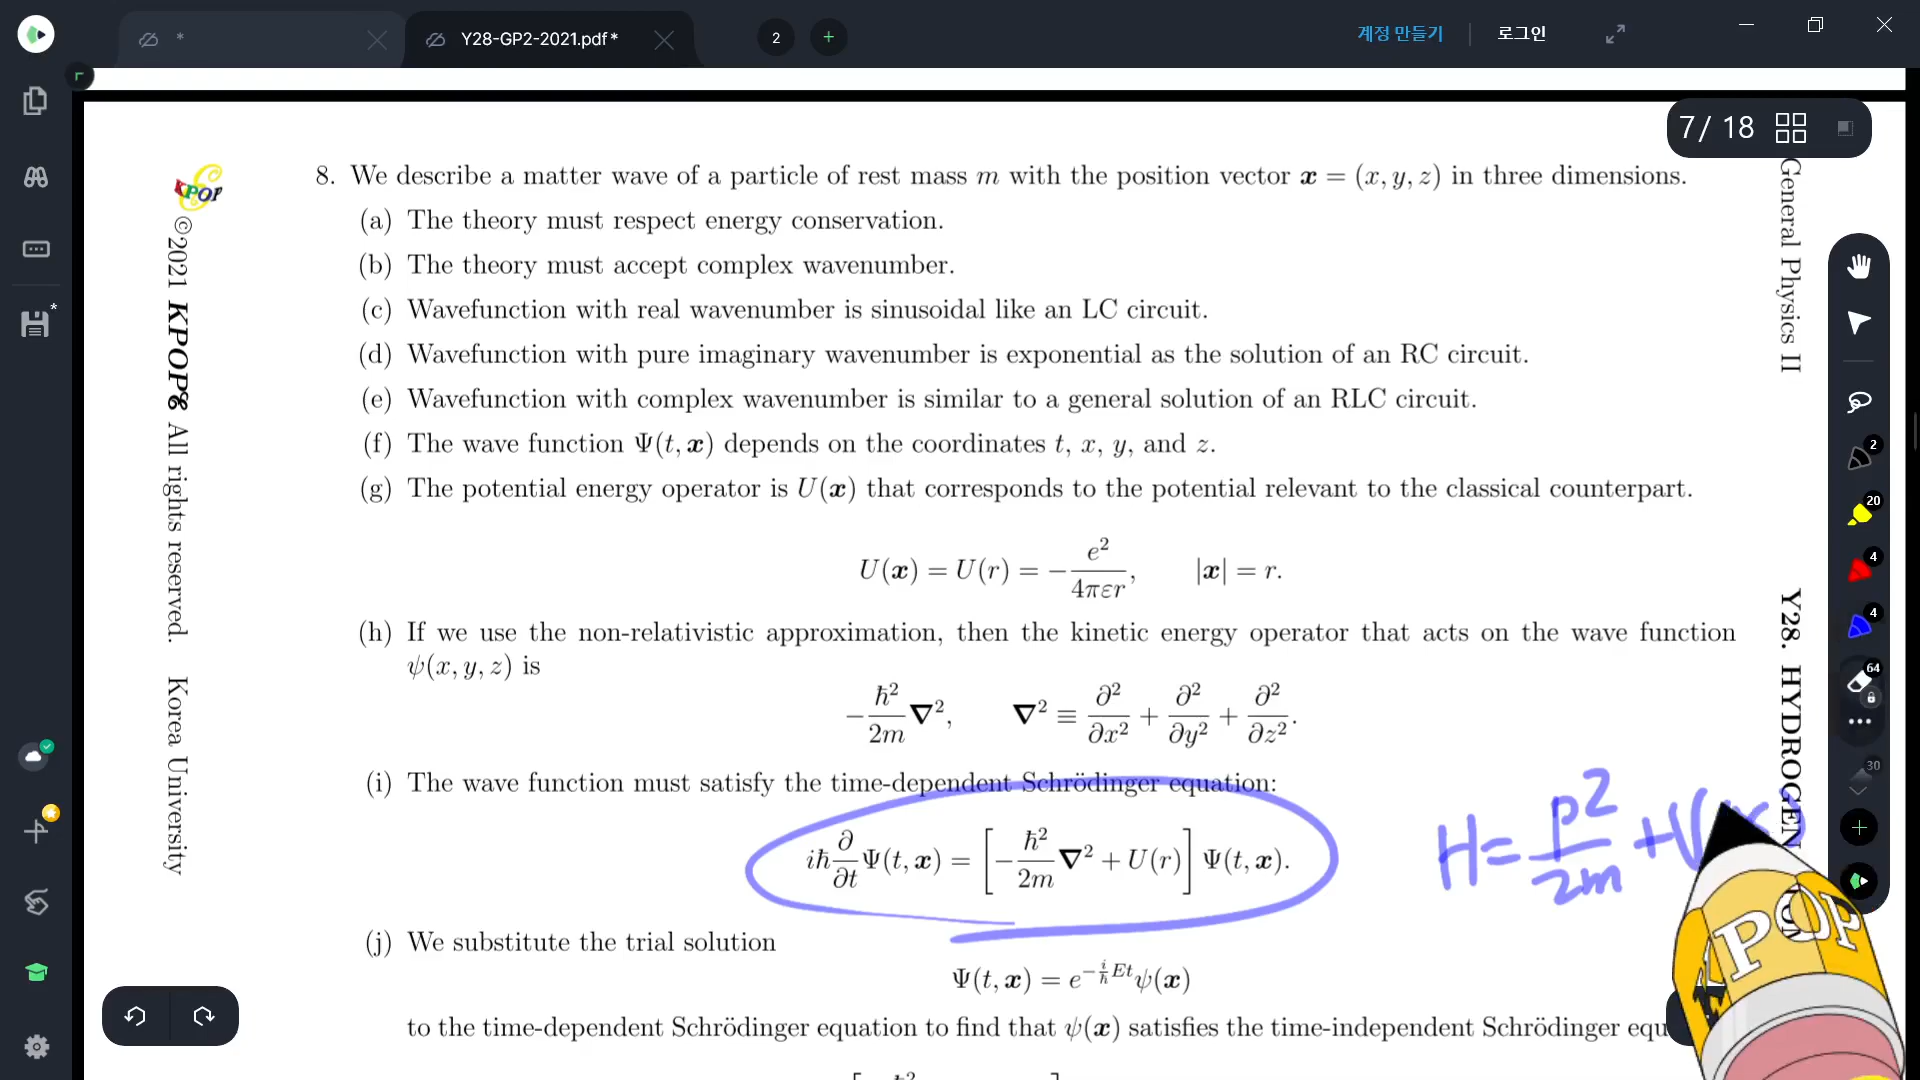 *
Y28-GP2-2021.pdf *
2
계정 만들기
로그인
7/ 18
8. We describe a matter wave of a particle of rest mass m with the position vector 𝒙 = (x, y, z) in three dimensions.
(a) The theory must respect energy conservation.
(b) The theory must accept complex wavenumber.
(c) Wavefunction with real wavenumber is sinusoidal like an LC circuit.
(d) Wavefunction with pure imaginary wavenumber is exponential as the solution of an RC circuit.
(e) Wavefunction with complex wavenumber is similar to a general solution of an RLC circuit.
(f) The wave function Ψ(t, 𝒙) depends on the coordinates t, x, y, and z.
(g) The potential energy operator is U(𝒙) that corresponds to the potential relevant to the classical counterpart.
U(𝒙) = U(r) = −e²/4πεr, |𝒙| = r.
(h) If we use the non-relativistic approximation, then the kinetic energy operator that acts on the wave function
ψ(x, y, z) is
−ħ²/2m ∇², ∇² ≡ ∂²/∂x² + ∂²/∂y² + ∂²/∂z².
(i) The wave function must satisfy the time-dependent Schrödinger equation:
iħ ∂/∂t Ψ(t, 𝒙) = [−ħ²/2m ∇² + U(r)] Ψ(t, 𝒙).
H = p²/2m +
(j) We substitute the trial solution
Ψ(t, 𝒙) = e^{−(i/ħ)Et} ψ(𝒙)
to the time-dependent Schrödinger equation to find that ψ(𝒙) satisfies the time-independent Schrödinger equ
KPOP
©2021 KPOPE All rights reserved. Korea University
General Physics II
Y28. HYDROGEN
2
20
4
4
64
30
POP